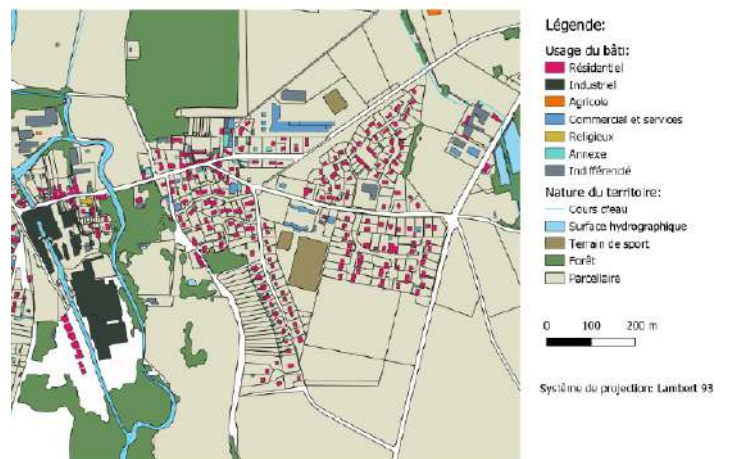 Légende:
Usage du bâti:
Résidentiel
Industriel
Agricole
Commercial et services
Religieux
Annexe
Indifférencié
Nature du territoire:
Cours d'eau
Surface hydrographique
Terrain de sport
Forêt
Parcellaire
0 100 200 m
Système de projection: Lambert 93